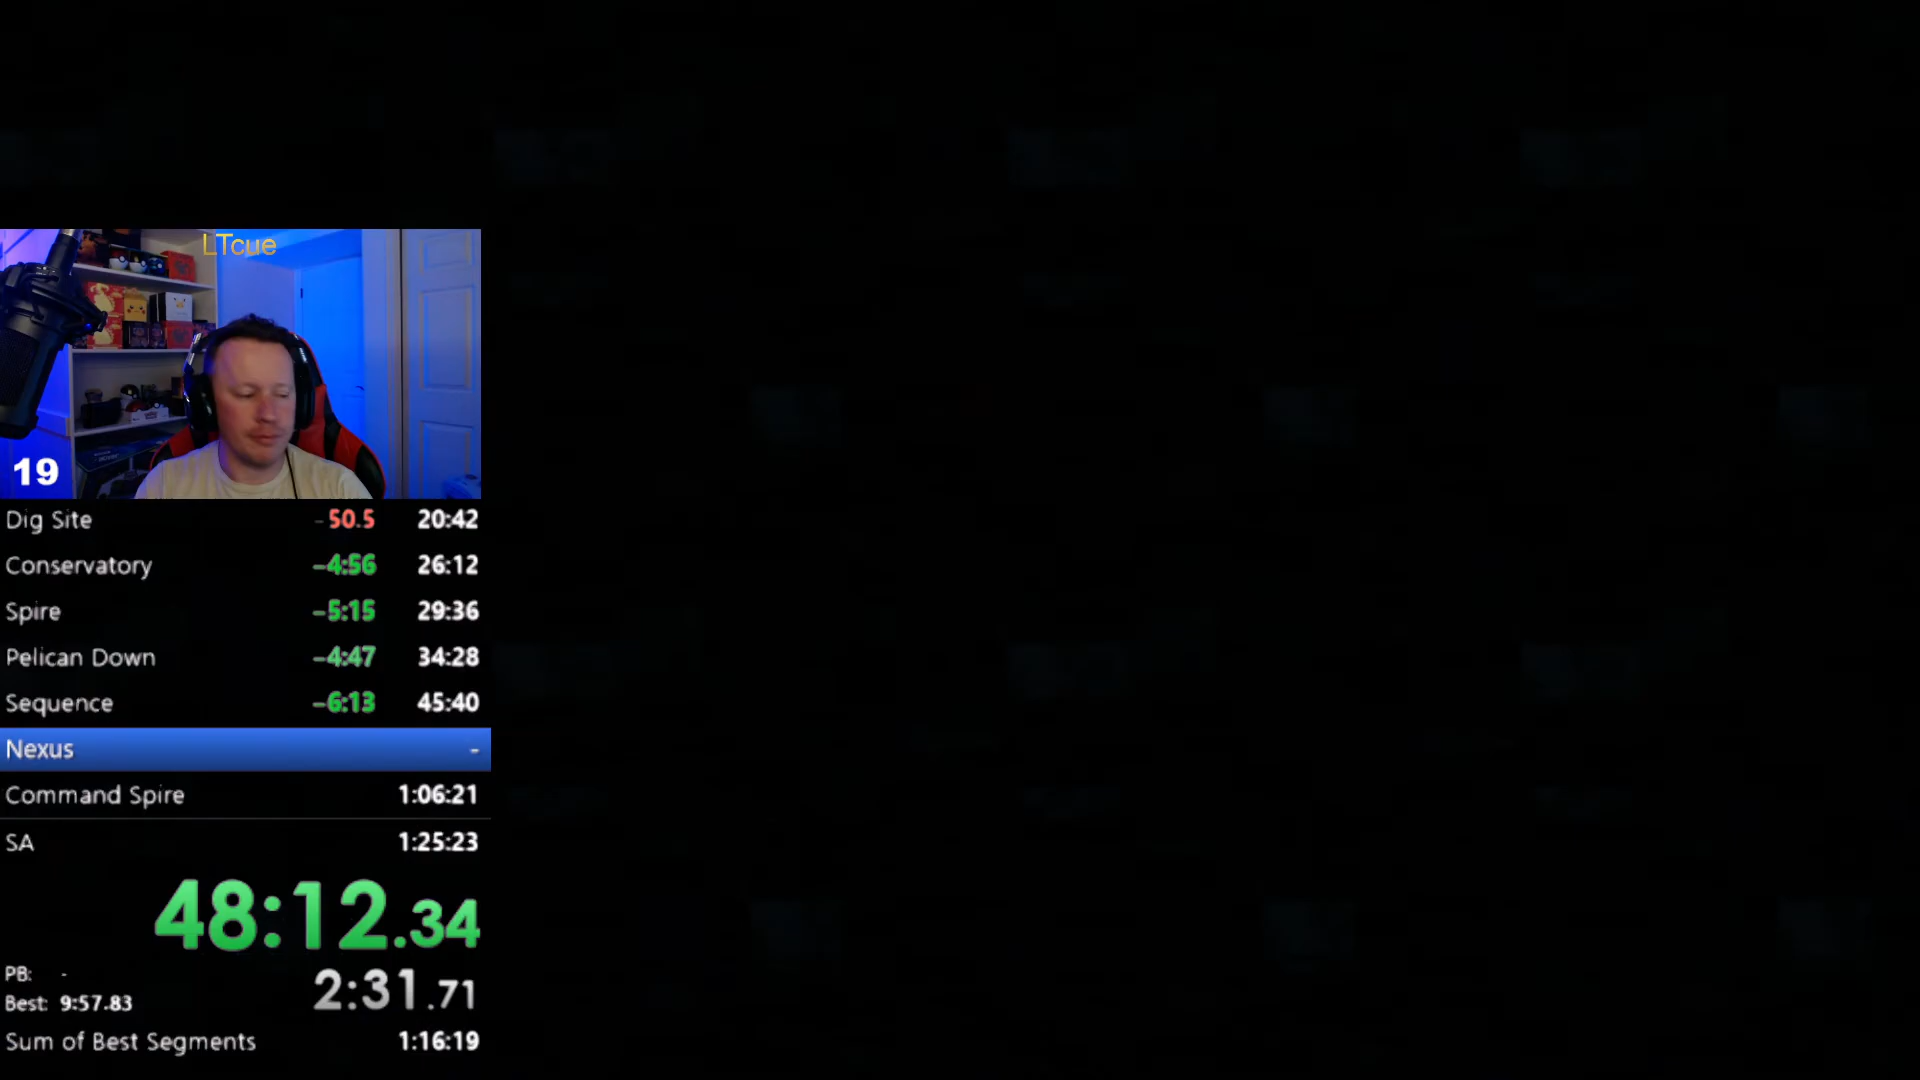 LTcue
19
Dig Site -50.5 20:42
Conservatory -4:56 26:12
Spire -5:15 29:36
Pelican Down -4:47 34:28
Sequence -6:13 45:40
Nexus -
Command Spire 1:06:21
SA 1:25:23
48:12.34
PB: -
2:31.71
Best: 9:57.83
Sum of Best Segments 1:16:19